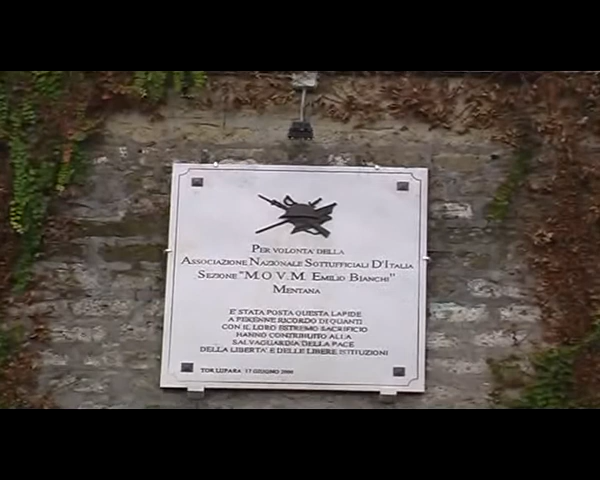 PER VOLONTA' DELLA
ASSOCIAZIONE NAZIONALE SOTTUFFICIALI D'ITALIA
SEZIONE "M.O.V.M. EMILIO BIANCHI"
MENTANA
E' STATA POSTA QUESTA LAPIDE
A PERENNE RICORDO DI QUANTI
CON IL LORO ESTREMO SACRIFICIO
HANNO CONTRIBUITO ALLA
SALVAGUARDIA DELLA PACE
DELLA LIBERTA' E DELLE LIBERE ISTITUZIONI
TOR LUPARA GIUGNO